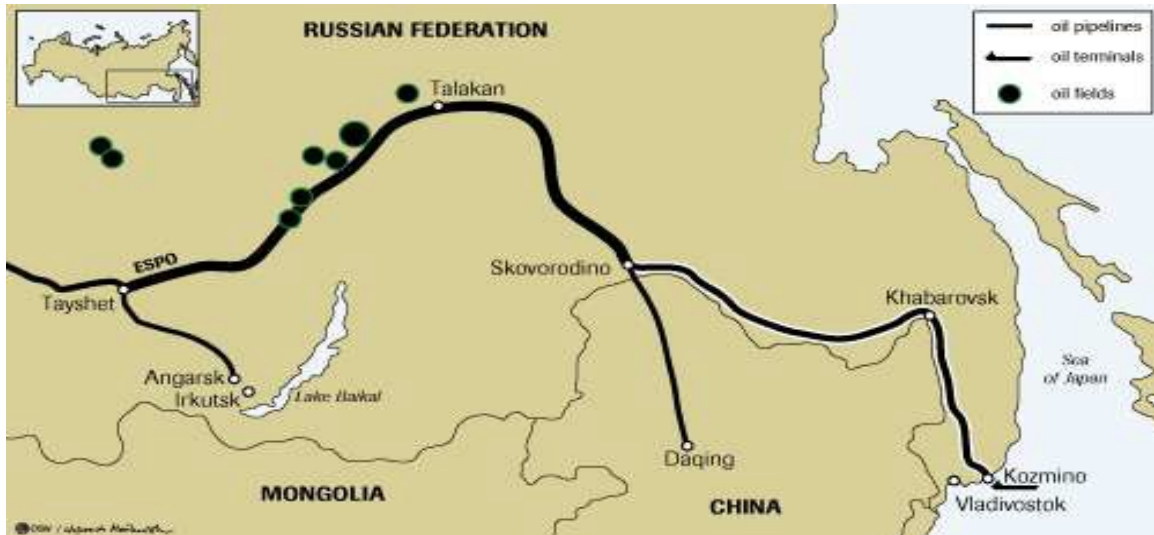 RUSSIAN FEDERATION
oil pipelines
oil terminals
oil fields
Talakan
ESPO
Skovorodino
Tayshet
Khabarovsk
Sea
of Japan
Angarsk
Irkutsk
Lake Baikal
Daqing
Kozmino
MONGOLIA
CHINA
Vladivostok